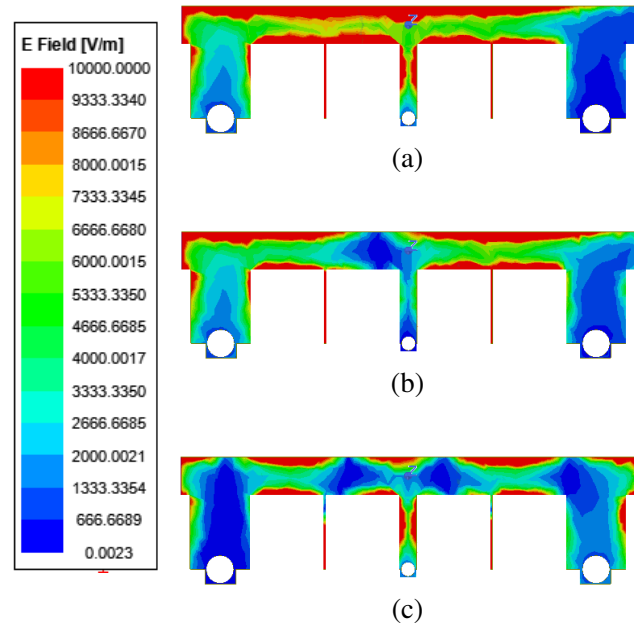 E Field [V/m]
10000.0000
9333.3340
8666.6670
8000.0015
7333.3345
6666.6680
6000.0015
5333.3350
4666.6685
4000.0017
3333.3350
2666.6685
2000.0021
1333.3354
666.6689
0.0023
Z
(a)
Z
(b)
Z
(c)